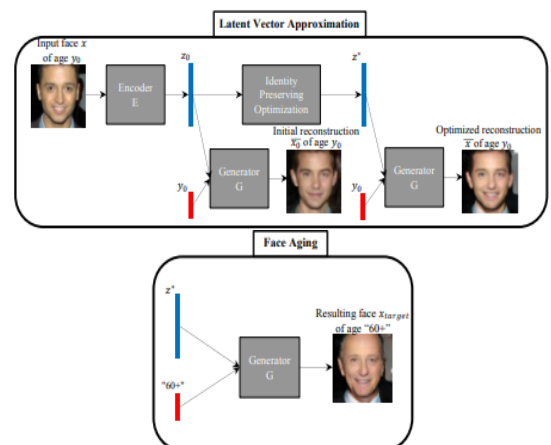 Latent Vector Approximation
Input face x
of age y0
z0
z*
Encoder
E
Identity
Preserving
Optimization
Initial reconstruction
x̄0 of age y0
Optimized reconstruction
x̄ of age y0
y0
Generator
G
y0
Generator
G
Face Aging
z*
Resulting face xtarget
of age "60+"
Generator
G
"60+"